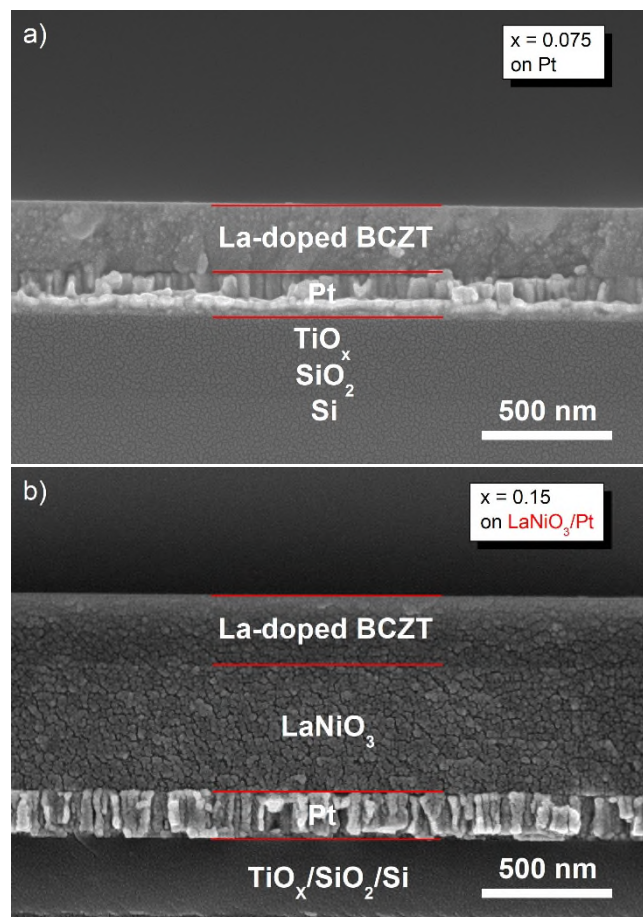 a)
x = 0.075
on Pt
La-doped BCZT
Pt
TiOₓ
SiO₂
Si
500 nm
b)
x = 0.15
on LaNiO₃/Pt
La-doped BCZT
LaNiO₃
Pt
TiOₓ/SiO₂/Si
500 nm